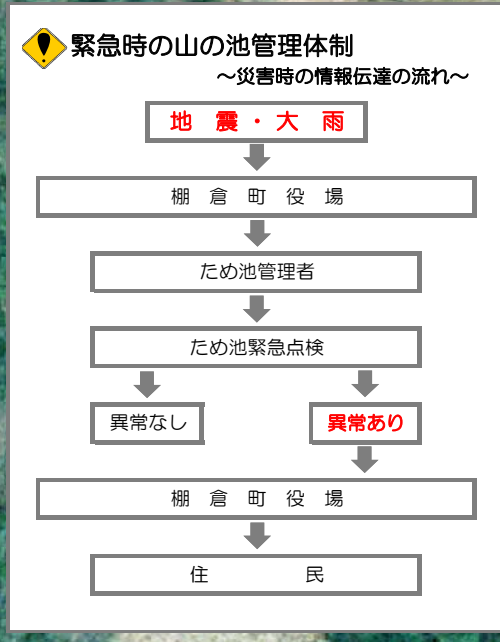 緊急時の山の池管理体制
～災害時の情報伝達の流れ～
地　震・大　雨
棚　倉　町　役　場
ため池管理者
ため池緊急点検
異常なし　異常あり
棚　倉　町　役　場
住　　　　民